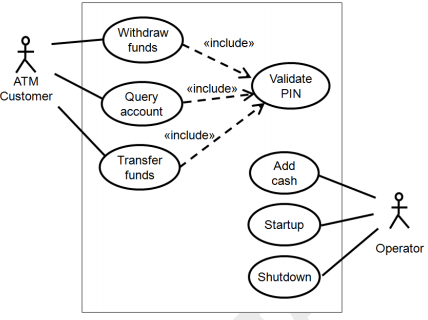 Withdraw
funds
«include»
ATM
Customer
Query
account
«include»
Validate
PIN
«include»
Transfer
funds
Add
cash
Startup
Operator
Shutdown